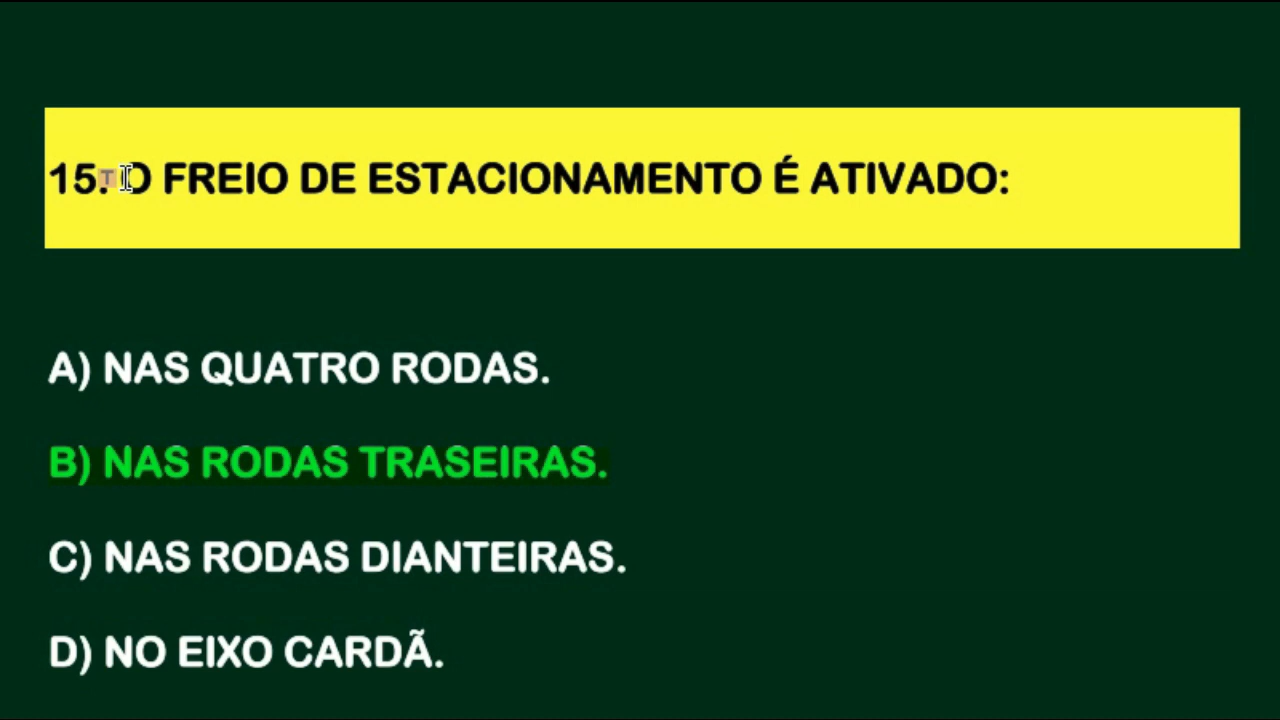 15. O FREIO DE ESTACIONAMENTO É ATIVADO:
A) NAS QUATRO RODAS.
B) NAS RODAS TRASEIRAS.
C) NAS RODAS DIANTEIRAS.
D) NO EIXO CARDÃ.